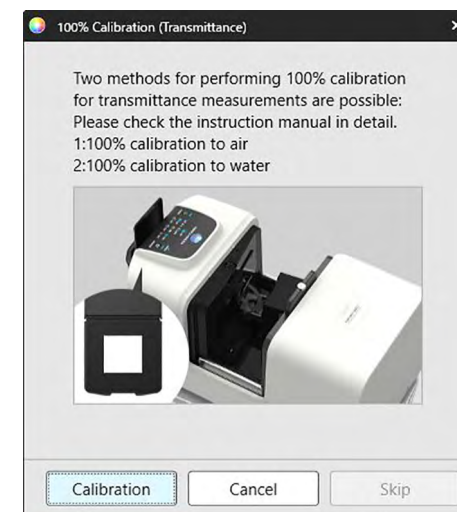 100% Calibration (Transmittance)
Two methods for performing 100% calibration
for transmittance measurements are possible:
Please check the instruction manual in detail.
1:100% calibration to air
2:100% calibration to water
Calibration
Cancel
Skip